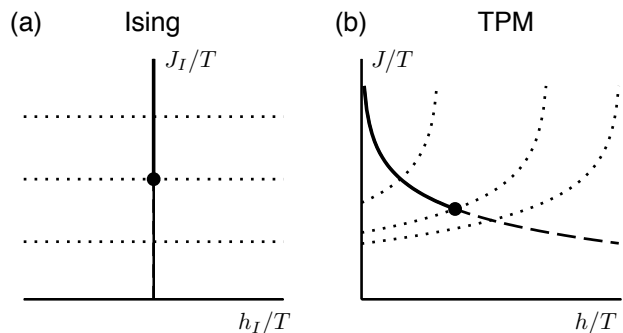 (a) Ising
J_I/T
h_I/T
(b) TPM
J/T
h/T